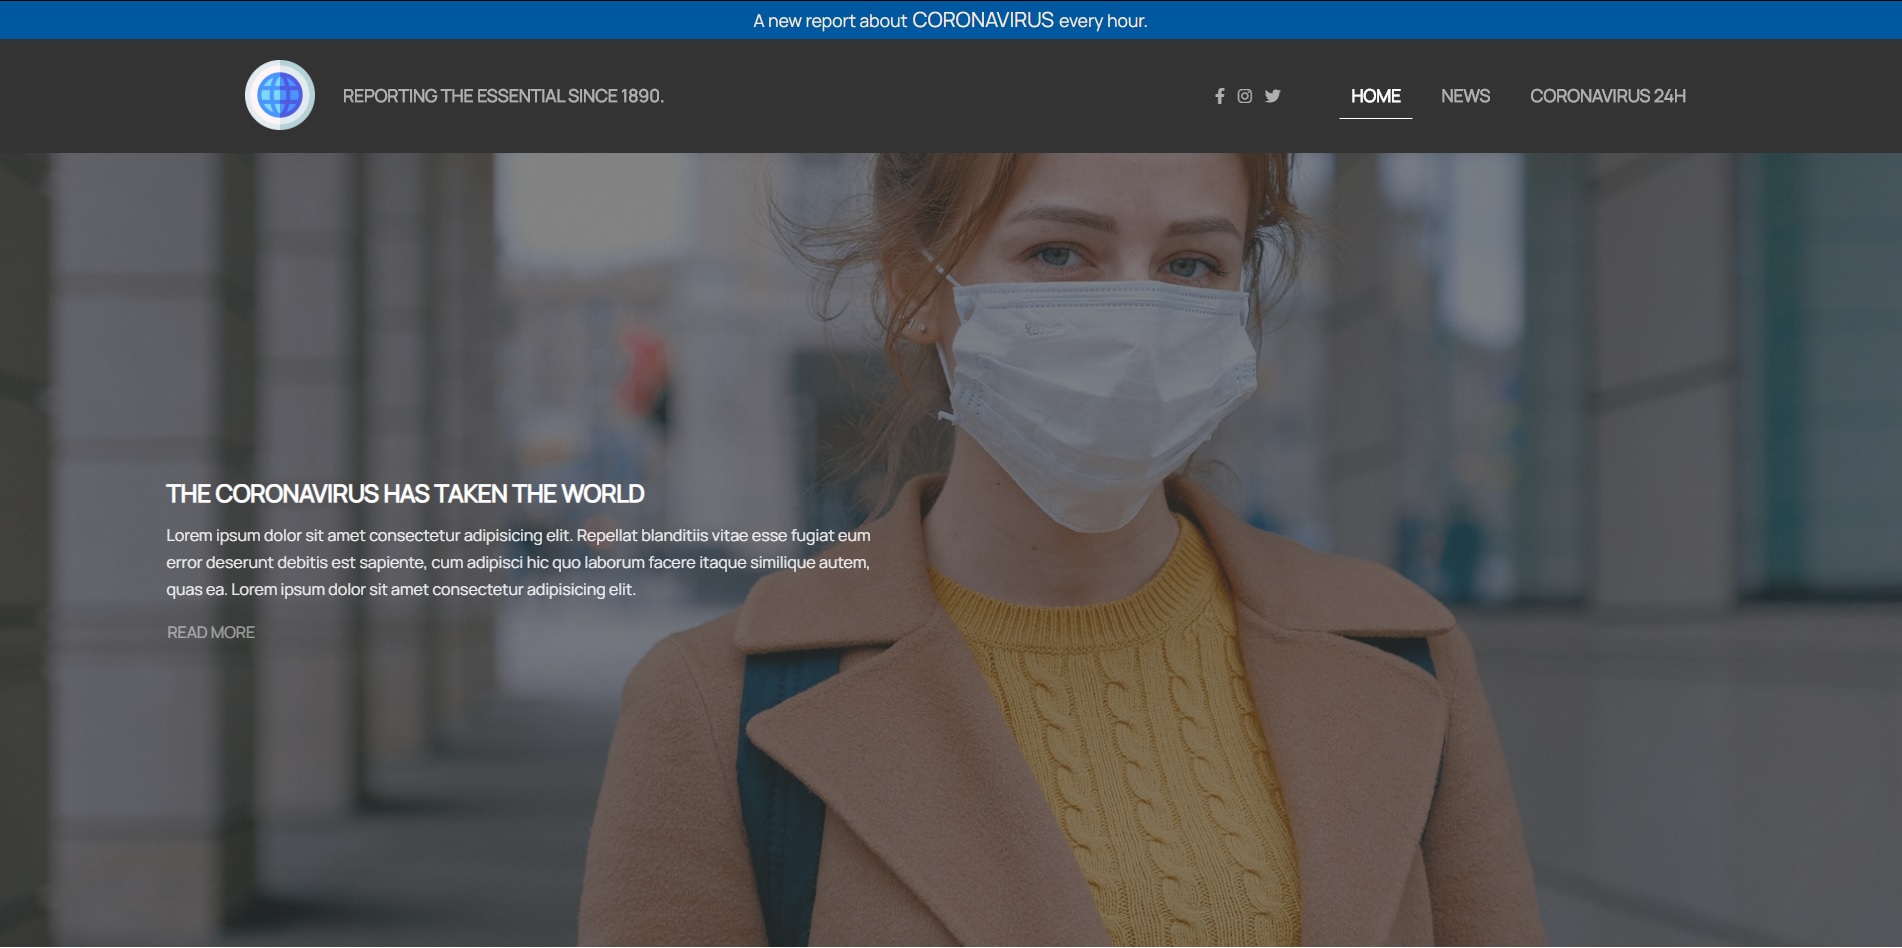 A new report about CORONAVIRUS every hour.
REPORTING THE ESSENTIAL SINCE 1890.
HOME
NEWS
CORONAVIRUS 24H
THE CORONAVIRUS HAS TAKEN THE WORLD
Lorem ipsum dolor sit amet consectetur adipisicing elit. Repellat blanditiis vitae esse fugiat eum
error deserunt debitis est sapiente, cum adipisci hic quo laborum facere itaque similique autem,
quas ea. Lorem ipsum dolor sit amet consectetur adipisicing elit.
READ MORE